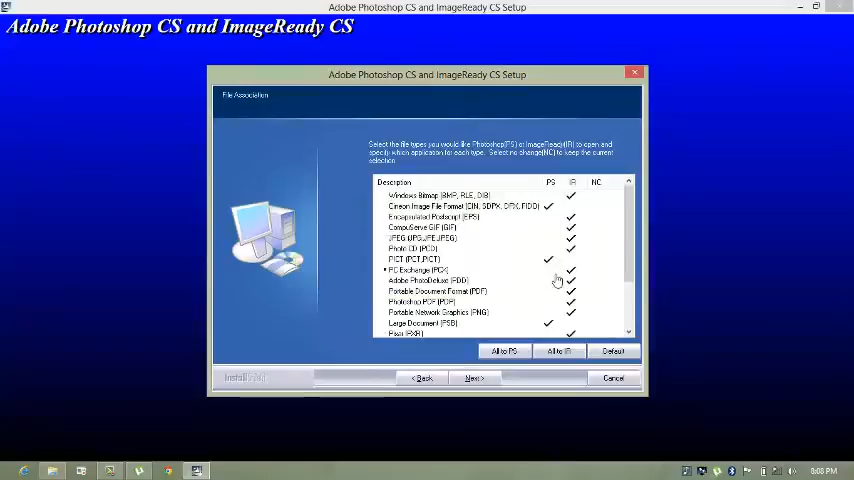 Adobe Photoshop CS and ImageReady CS Setup
Adobe Photoshop CS and ImageReady CS
Adobe Photoshop CS and ImageReady CS Setup
File Association
Select the file types you would like Photoshop(PS) or ImageReady(IR) to open and
specify which application for each type. Select no change(NC) to keep the current
selection
Description PS IR NC
Windows Bitmap (BMP, RLE, DIB)
Cineon Image File Format (CIN, SDPX, DPX, FIDO)
Encapsulated Postscript (EPS)
CompuServe GIF (GIF)
JPEG (JPG,JPE,JPEG)
Photo CD (PCD)
PICT (PCT,PICT)
PC Exchange (PCX)
Adobe PhotoDeluxe (PDD)
Portable Document Format (PDF)
Photoshop PDF (PDP)
Portable Network Graphics (PNG)
Large Document (PSB)
Pixar (PXR)
All to PS All to IR Default
InstallShield
< Back Next > Cancel
8:08 PM